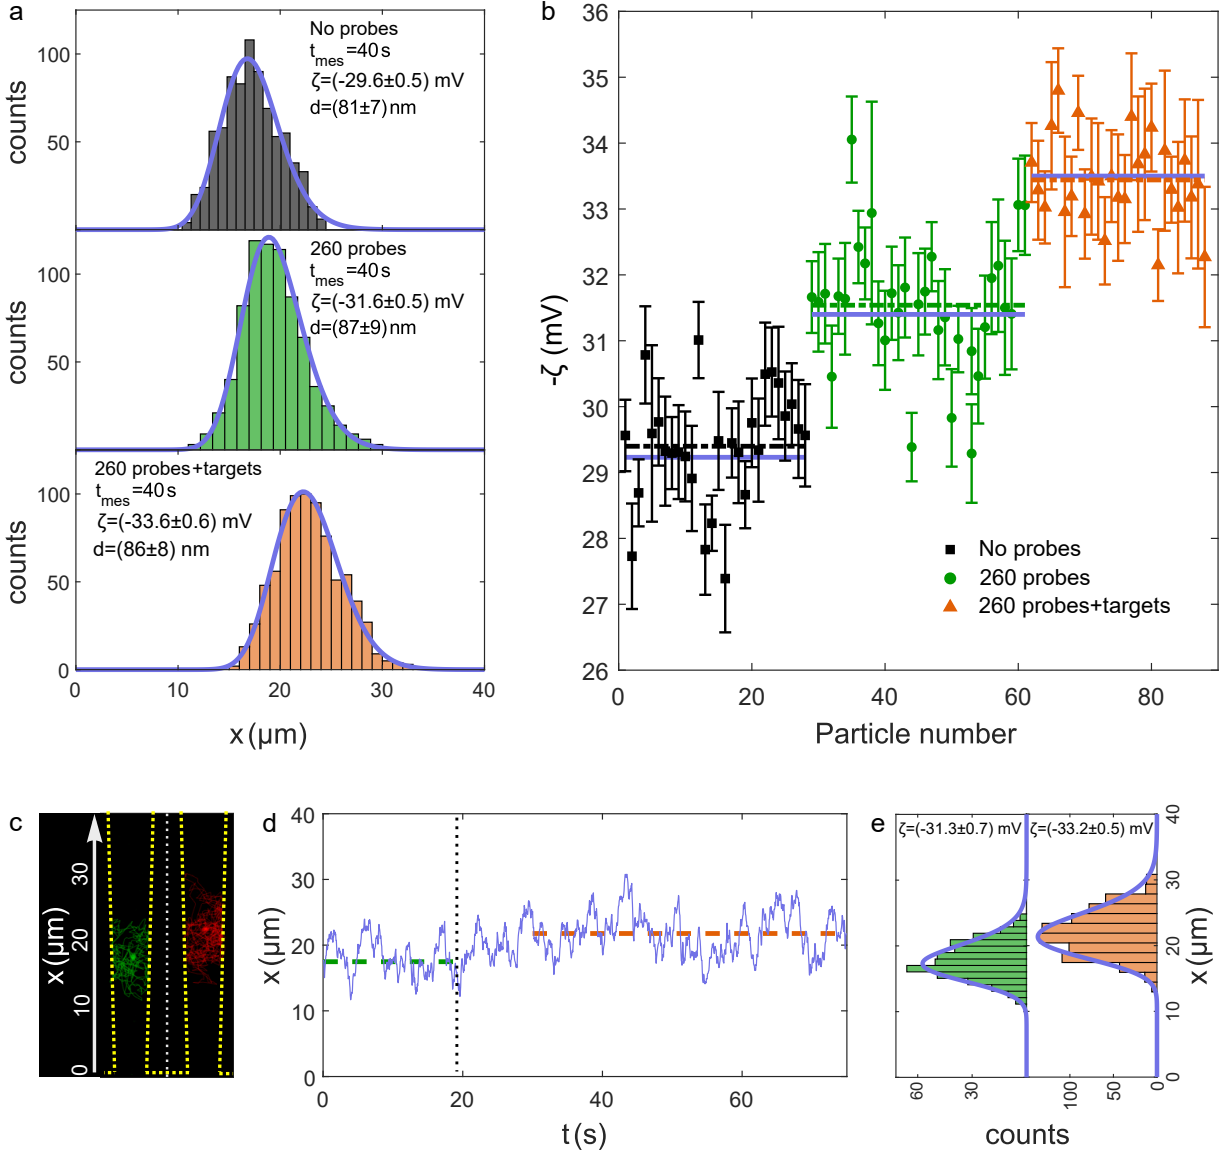 a
100
50
counts
No probes
tmes=40s
ζ=(-29.6±0.5) mV
d=(81±7)nm
100
50
counts
260 probes
tmes=40s
ζ=(-31.6±0.5) mV
d=(87±9)nm
100
50
0
counts
260 probes+targets
tmes=40s
ζ=(-33.6±0.6) mV
d=(86±8) nm
0 10 20 30 40
x (μm)
b
36
35
34
33
32
31
30
29
28
27
26
-ζ (mV)
No probes
260 probes
260 probes+targets
0 20 40 60 80
Particle number
c
x (μm)
0 10 20 30
d
40
30
20
10
0
x (μm)
0 20 40 60
t (s)
e
ζ=(-31.3±0.7) mV ζ=(-33.2±0.5) mV
0 10 20 30 40
x (μm)
60 30 100 50 0
counts